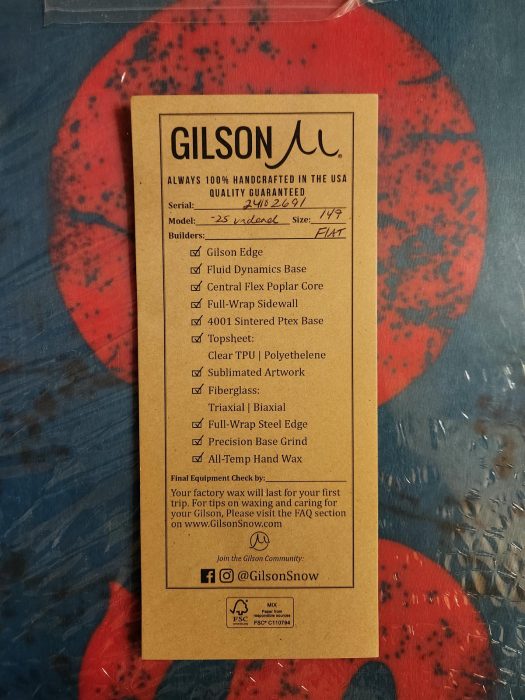 GILSON
ALWAYS 100% HANDCRAFTED IN THE USA
QUALITY GUARANTEED
Serial: 24102691
Model: -25 undead Size: 149
Builders: FIAT
Gilson Edge
Fluid Dynamics Base
Central Flex Poplar Core
Full-Wrap Sidewall
4001 Sintered Ptex Base
Topsheet:
Clear TPU | Polyethelene
Sublimated Artwork
Fiberglass:
Triaxial | Biaxial
Full-Wrap Steel Edge
Precision Base Grind
All-Temp Hand Wax
Final Equipment Check by:
Your factory wax will last for your first
trip. For tips on waxing and caring for
your Gilson, Please visit the FAQ section
on www.GilsonSnow.com
Join the Gilson Community:
@GilsonSnow
FSC
MIX
Paper from
responsible sources
FSC® C110794